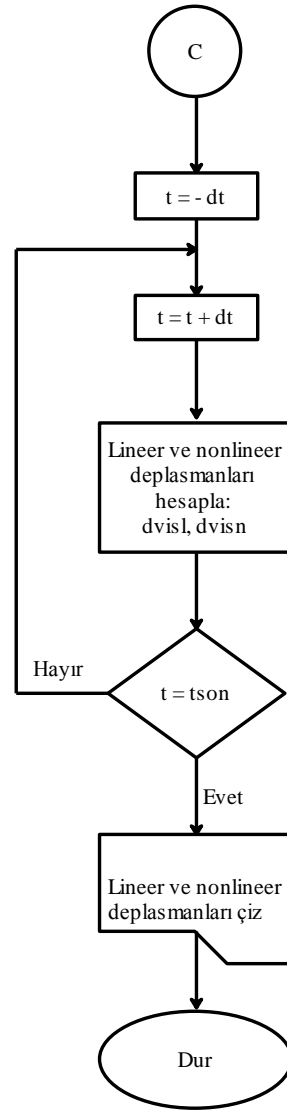 C
t = - dt
t = t + dt
Lineer ve nonlineer
deplasmanları
hesapla:
dvisl, dvisn
Hayır
t = tson
Evet
Lineer ve nonlineer
deplasmanları çiz
Dur